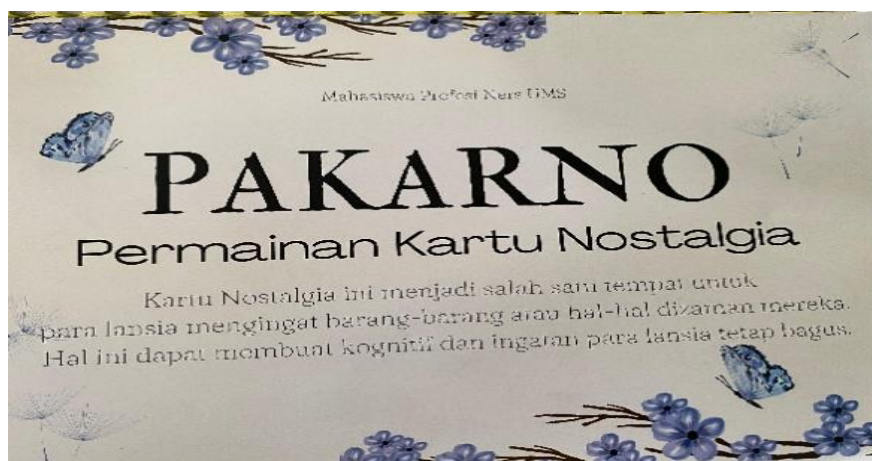 Mahasiswa Profesi Ners UMS
PAKARNO
Permainan Kartu Nostalgia
Kartu Nostalgia ini menjadi salah satu tempat untuk
para lansia mengingat barang-barang atau hal-hal dizaman mereka.
Hal ini dapat membuat kognitif dan ingatan para lansia tetap bagus.